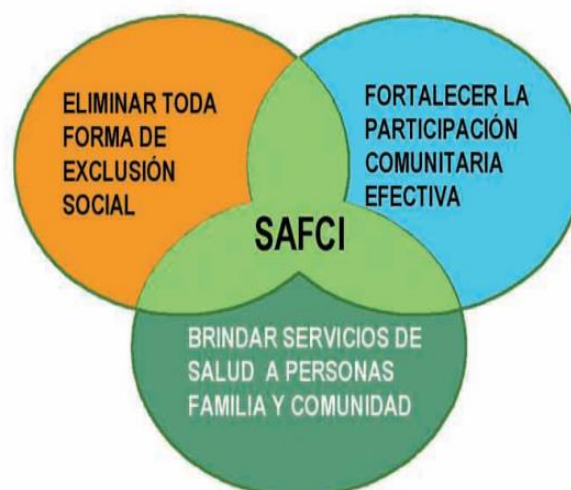 ELIMINAR TODA
FORMA DE
EXCLUSIÓN
SOCIAL
FORTALECER LA
PARTICIPACIÓN
COMUNITARIA
EFECTIVA
SAFCI
BRINDAR SERVICIOS DE
SALUD A PERSONAS
FAMILIA Y COMUNIDAD